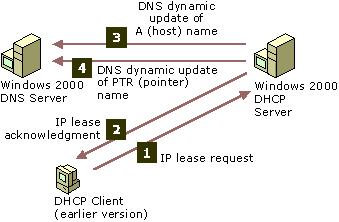 DNS dynamic
update of
A (host) name
3
4
DNS dynamic update
of PTR (pointer)
name
Windows 2000
DNS Server
Windows 2000
DHCP
Server
IP lease
acknowledgment
2
1
IP lease request
DHCP Client
(earlier version)